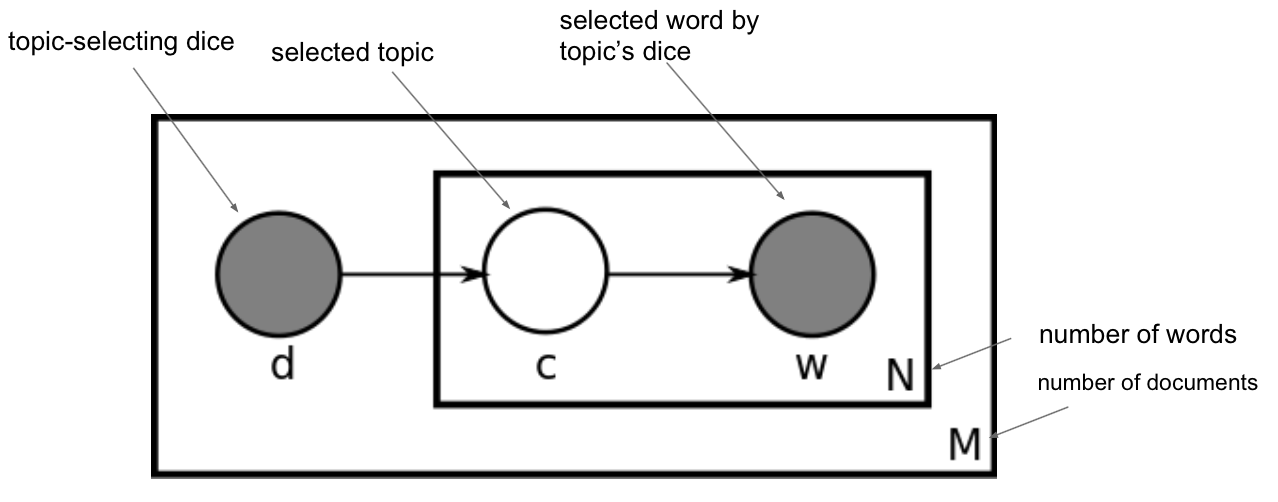 topic-selecting dice
selected topic
selected word by
topic’s dice
d
c
w
N
M
number of words
number of documents